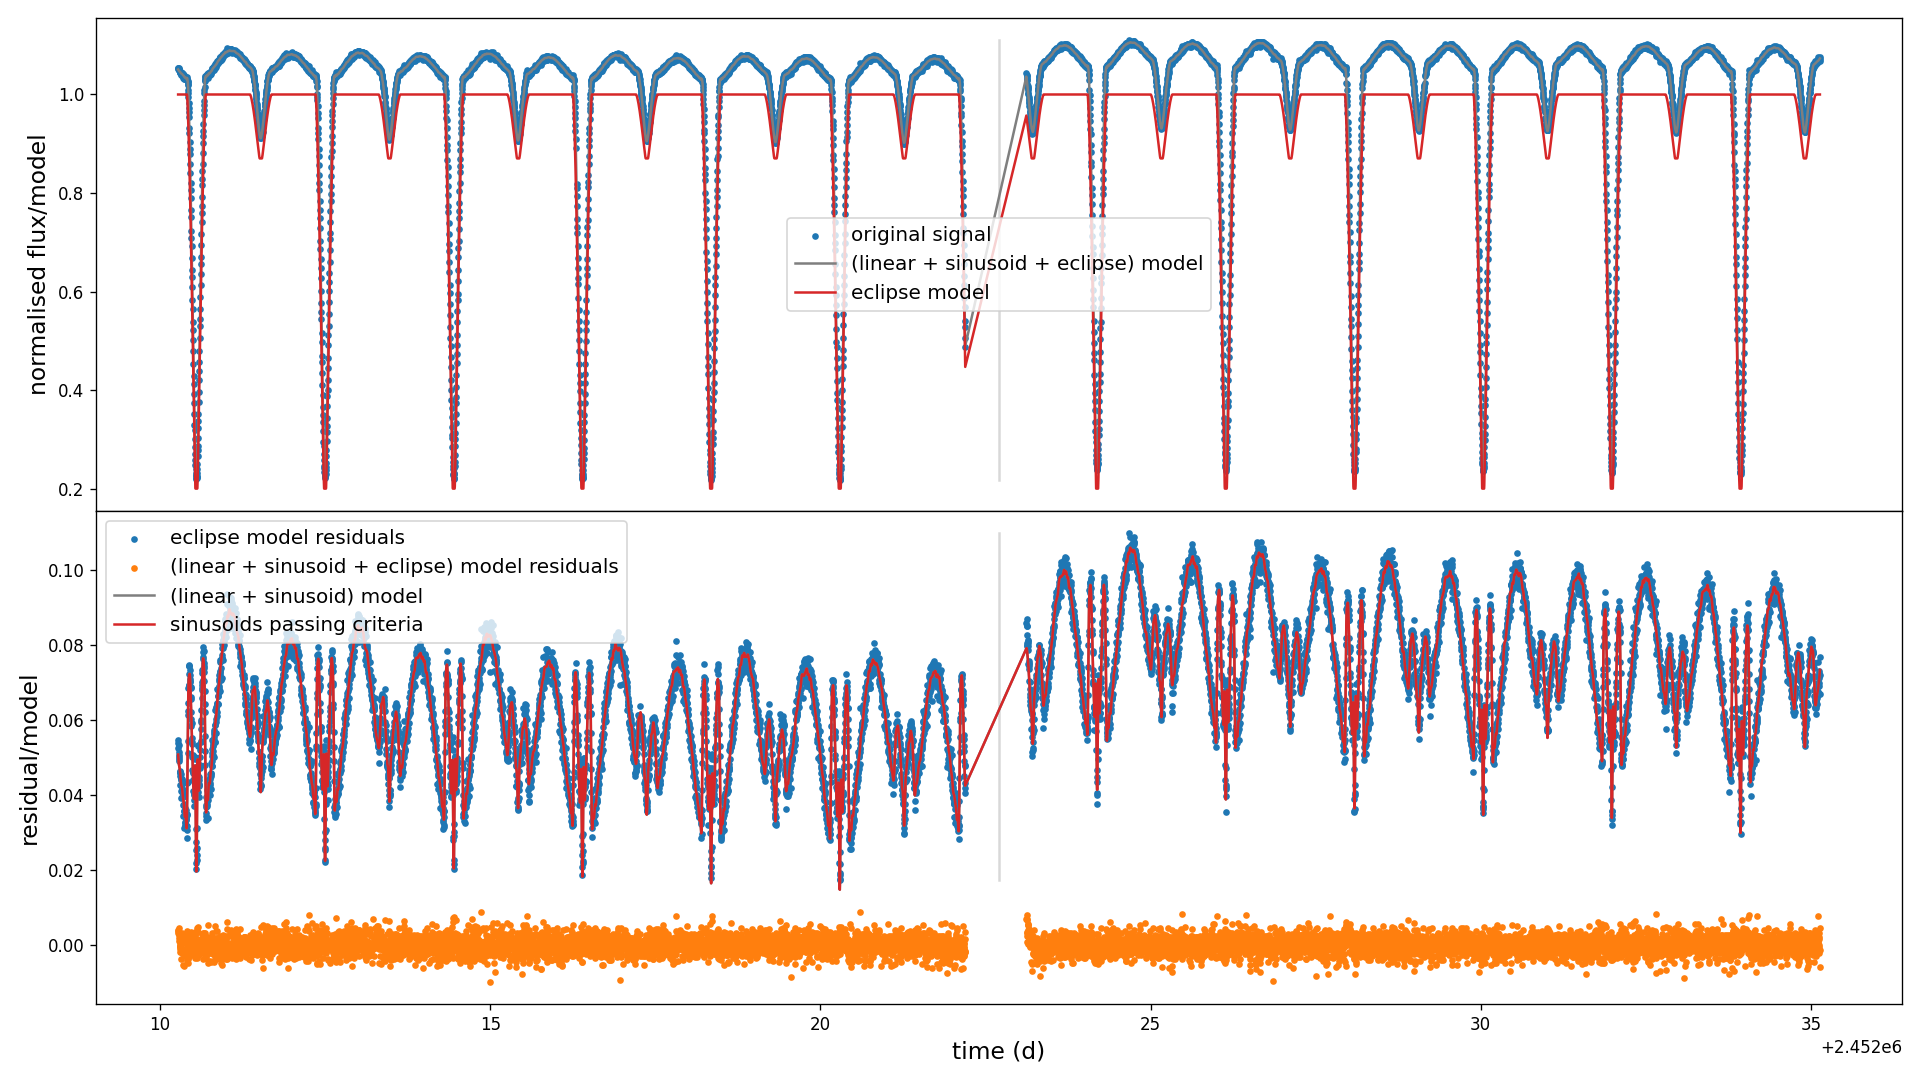 normalised flux/model
1.0
0.8
0.6
0.4
0.2
original signal
(linear + sinusoid + eclipse) model
eclipse model
residual/model
0.10
0.08
0.06
0.04
0.02
0.00
eclipse model residuals
(linear + sinusoid + eclipse) model residuals
(linear + sinusoid) model
sinusoids passing criteria
10 15 20 25 30 35
time (d)
+2.452e6